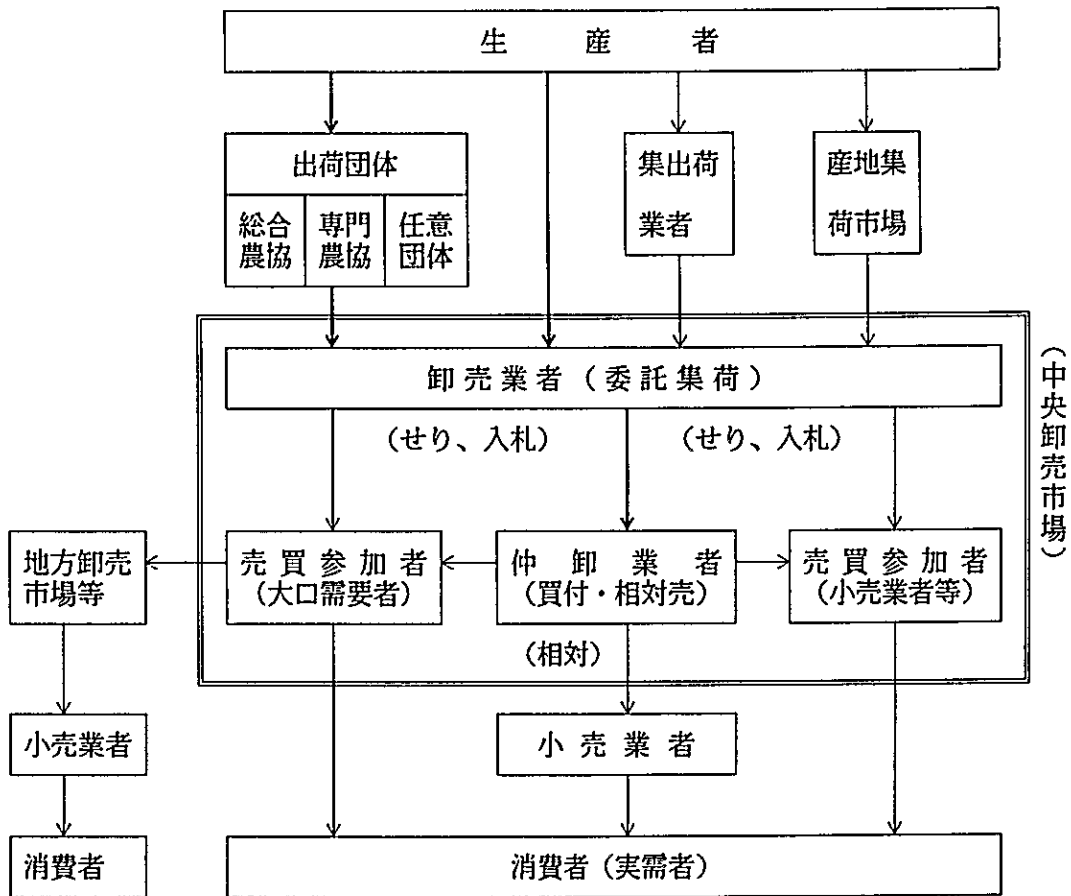 生産者
出荷団体
総合
農協
専門
農協
任意
団体
集出荷
業者
産地集
荷市場
卸売業者(委託集荷)
(せり、入札)
(せり、入札)
(中央卸売市場)
地方卸売
市場等
売買参加者
(大口需要者)
仲卸業者
(買付・相対売)
売買参加者
(小売業者等)
(相対)
小売業者
小売業者
消費者
消費者(実需者)